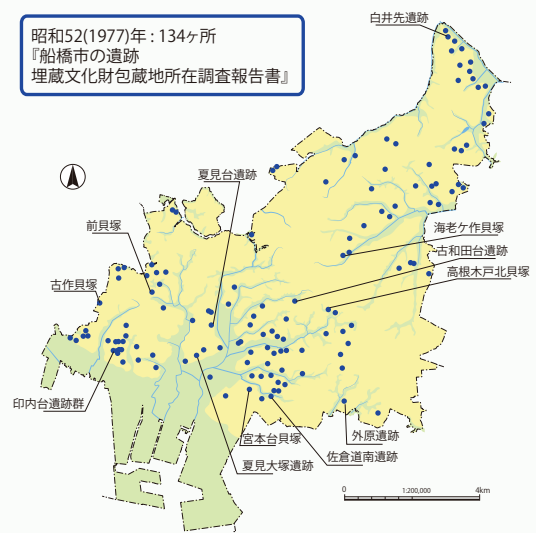 昭和52(1977)年 : 134ヶ所
『船橋市の遺跡
埋蔵文化財包蔵地所在調査報告書』
白井先遺跡
夏見台遺跡
前貝塚
海老ケ作貝塚
古和田台遺跡
高根木戸北貝塚
古作貝塚
印内台遺跡群
宮本台貝塚
外原遺跡
佐倉道南遺跡
夏見大塚遺跡
0
1:200,000
4km